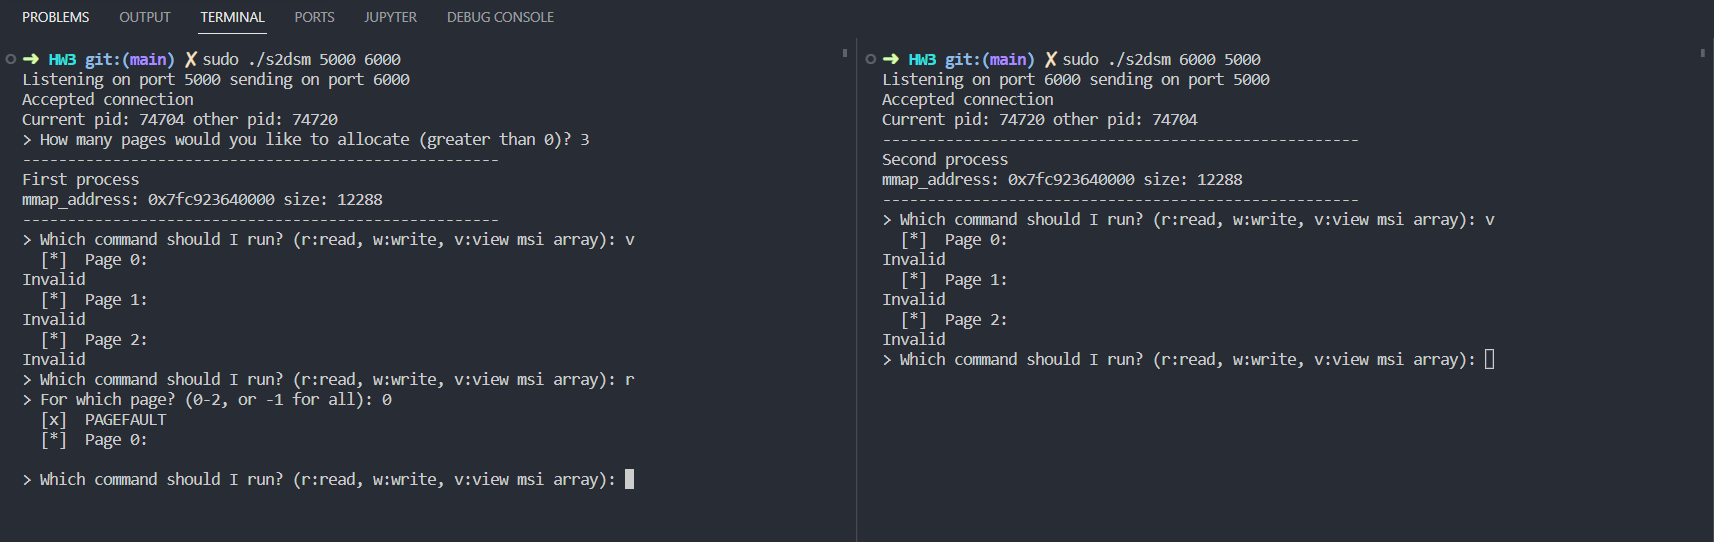 PROBLEMS OUTPUT TERMINAL PORTS JUPYTER DEBUG CONSOLE
➜ HW3 git:(main) ✗ sudo ./s2dsm 5000 6000
Listening on port 5000 sending on port 6000
Accepted connection
Current pid: 74704 other pid: 74720
> How many pages would you like to allocate (greater than 0)? 3
-----------------------------------------------------
First process
mmap_address: 0x7fc923640000 size: 12288
-----------------------------------------------------
> Which command should I run? (r:read, w:write, v:view msi array): v
[*] Page 0:
Invalid
[*] Page 1:
Invalid
[*] Page 2:
Invalid
> Which command should I run? (r:read, w:write, v:view msi array): r
> For which page? (0-2, or -1 for all): 0
[x] PAGEFAULT
[*] Page 0:
> Which command should I run? (r:read, w:write, v:view msi array):
➜ HW3 git:(main) ✗ sudo ./s2dsm 6000 5000
Listening on port 6000 sending on port 5000
Accepted connection
Current pid: 74720 other pid: 74704
-----------------------------------------------------
Second process
mmap_address: 0x7fc923640000 size: 12288
-----------------------------------------------------
> Which command should I run? (r:read, w:write, v:view msi array): v
[*] Page 0:
Invalid
[*] Page 1:
Invalid
[*] Page 2:
Invalid
> Which command should I run? (r:read, w:write, v:view msi array):